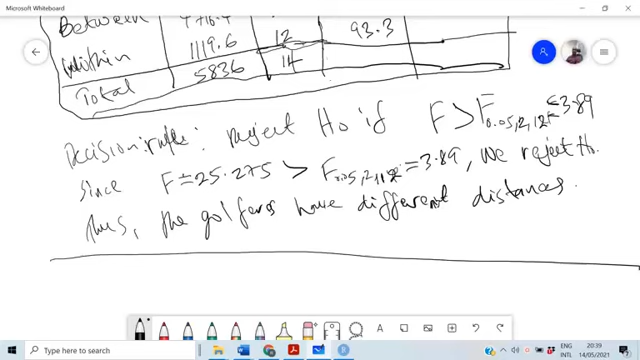 Microsoft Whiteboard
Between 4716.4
Within 1119.6 12 93.3
Total 5836 14
Decision rule: reject Ho if F > F0.05,2,12 = 3.89
since F = 25.275 > F0.05,2,12 = 3.89, We reject Ho.
Thus, the golfers have different distances.
Type here to search
ENG
INTL
20:39
14/05/2021